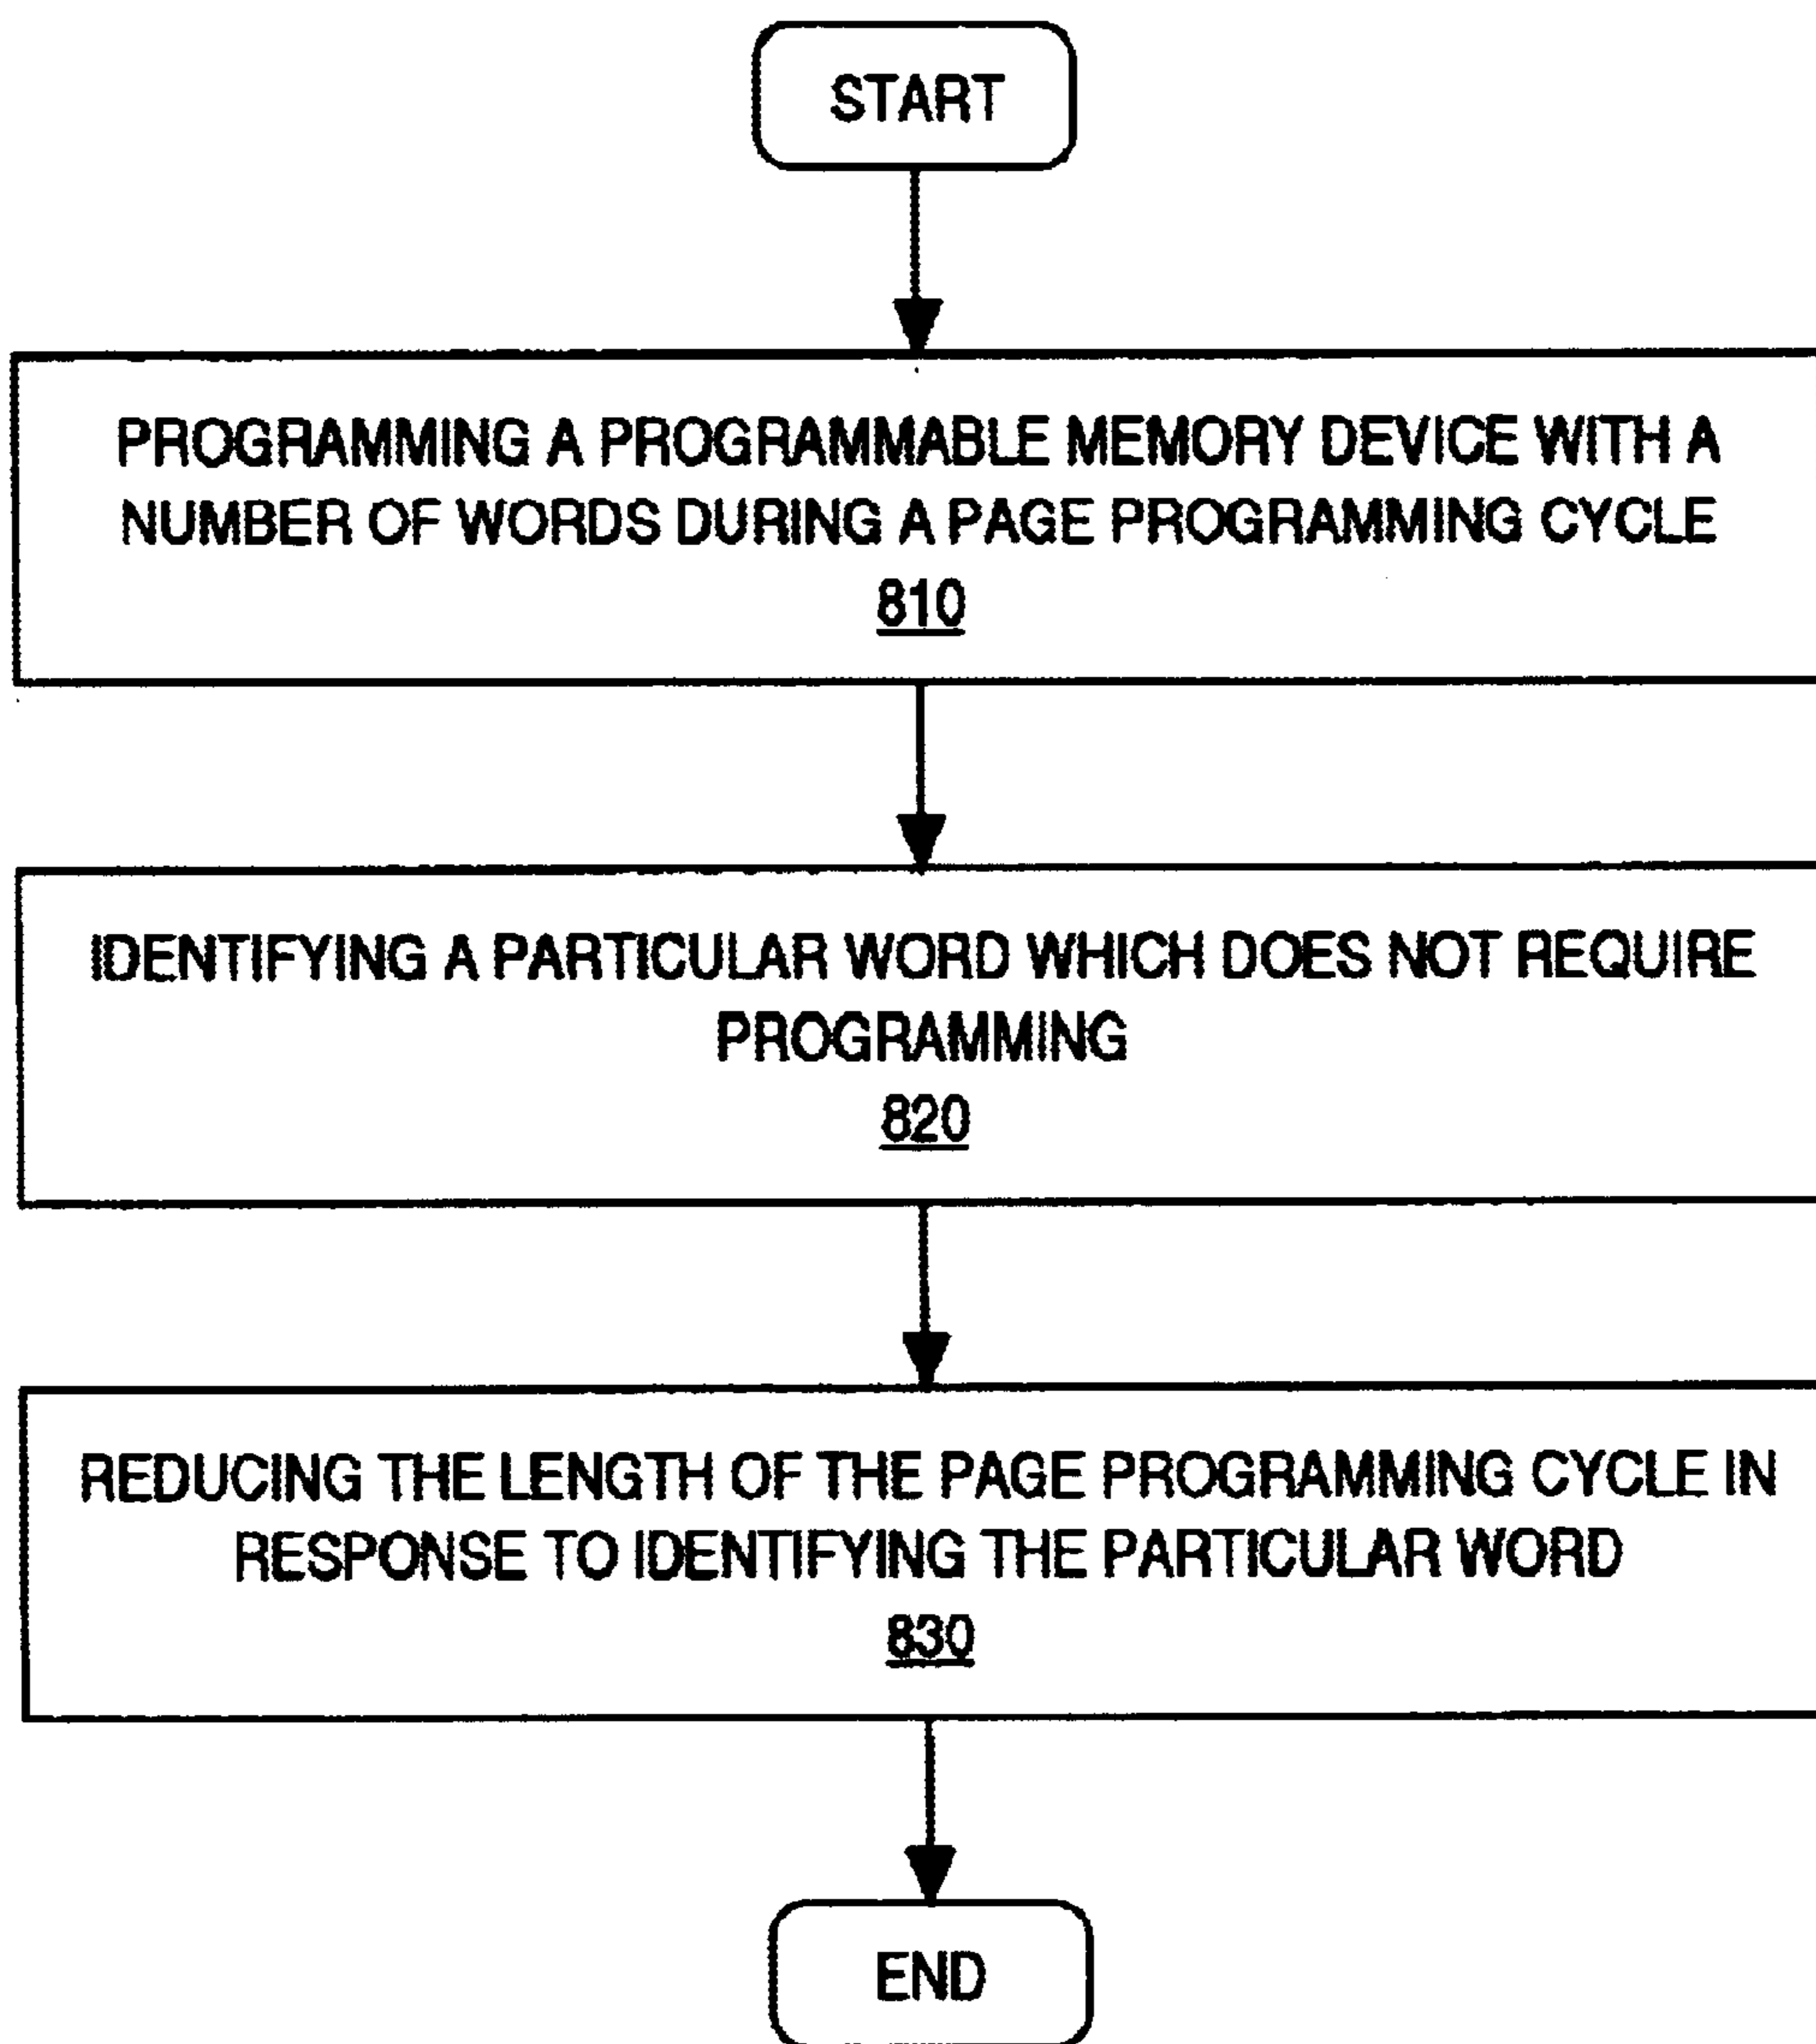 START
PROGRAMMING A PROGRAMMABLE MEMORY DEVICE WITH A
NUMBER OF WORDS DURING A PAGE PROGRAMMING CYCLE
810
IDENTIFYING A PARTICULAR WORD WHICH DOES NOT REQUIRE
PROGRAMMING
820
REDUCING THE LENGTH OF THE PAGE PROGRAMMING CYCLE IN
RESPONSE TO IDENTIFYING THE PARTICULAR WORD
830
END